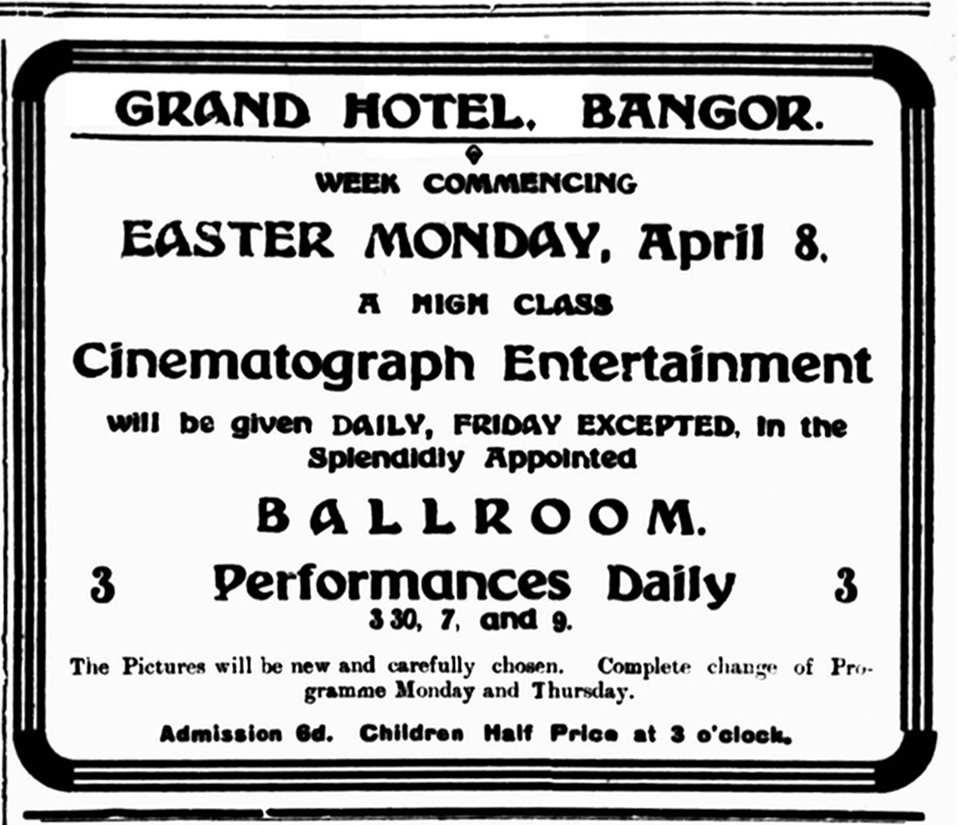 GRAND HOTEL, BANGOR.
WEEK COMMENCING
EASTER MONDAY, April 8.
A HIGH CLASS
Cinematograph Entertainment
will be given DAILY, FRIDAY EXCEPTED, in the
Splendidly Appointed
BALLROOM.
3 Performances Daily 3
3 30, 7, and 9.
The Pictures will be new and carefully chosen. Complete change of Pro-
gramme Monday and Thursday.
Admission 6d. Children Half Price at 3 o'clock.